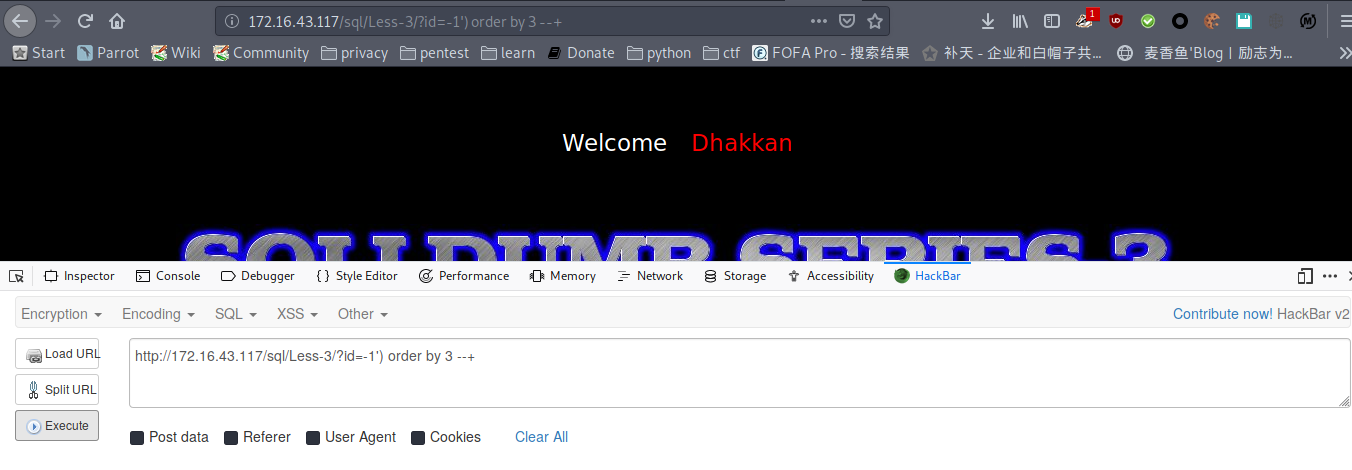 172.16.43.117/sql/Less-3/?id=-1') order by 3 --+
1
Start Parrot Wiki Community privacy pentest learn Donate python ctf FOFA Pro - 搜索结果 补天 - 企业和白帽子共... 麦香鱼'Blog | 励志为...
Welcome Dhakkan
SQLI DUMB SERIES-3
Inspector Console Debugger Style Editor Performance Memory Network Storage Accessibility HackBar
Encryption Encoding SQL XSS Other Contribute now! HackBar v2
Load URL http://172.16.43.117/sql/Less-3/?id=-1') order by 3 --+
Split URL
Execute
Post data Referer User Agent Cookies Clear All